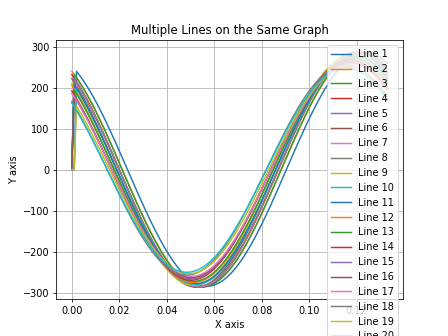 Multiple Lines on the Same Graph
300
200
100
0
−100
−200
−300
0.00
0.02
0.04
0.06
0.08
0.10
X axis
Y axis
Line 1
Line 2
Line 3
Line 4
Line 5
Line 6
Line 7
Line 8
Line 9
Line 10
Line 11
Line 12
Line 13
Line 14
Line 15
Line 16
Line 17
Line 18
Line 19
Line 20